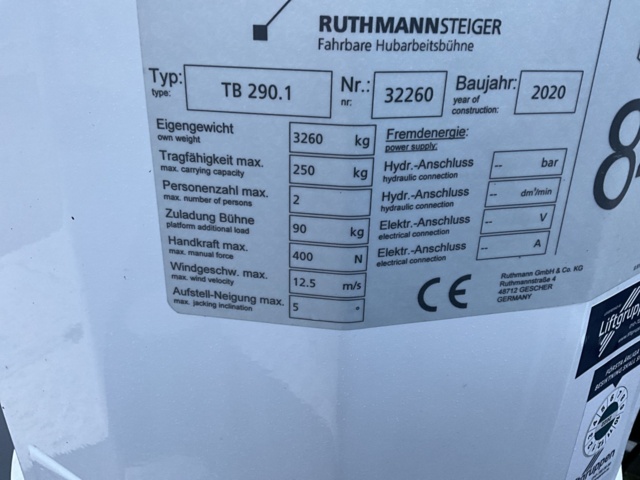 RUTHMANNSTEIGER
Fahrbare Hubarbeitsbühne
Typ: TB 290.1 Nr.: 32260 Baujahr: 2020
type: nr: year of construction:
Eigengewicht 3260 kg
own weight
Tragfähigkeit max. 250 kg
max. carrying capacity
Personenzahl max. 2
max. number of persons
Zuladung Bühne 90 kg
platform additional load
Handkraft max. 400 N
max. manual force
Windgeschw. max. 12.5 m/s
max. wind velocity
Aufstell-Neigung max. 5 °
max. jacking inclination
Fremdenergie:
power supply:
Hydr.-Anschluss -- bar
hydraulic connection
Hydr.-Anschluss -- dm³/min
hydraulic connection
Elektr.-Anschluss -- V
electrical connection
Elektr.-Anschluss -- A
electrical connection
CE
Ruthmann GmbH & Co. KG
Ruthmannstraße 4
48712 GESCHER
GERMANY
8
Liftgruppen